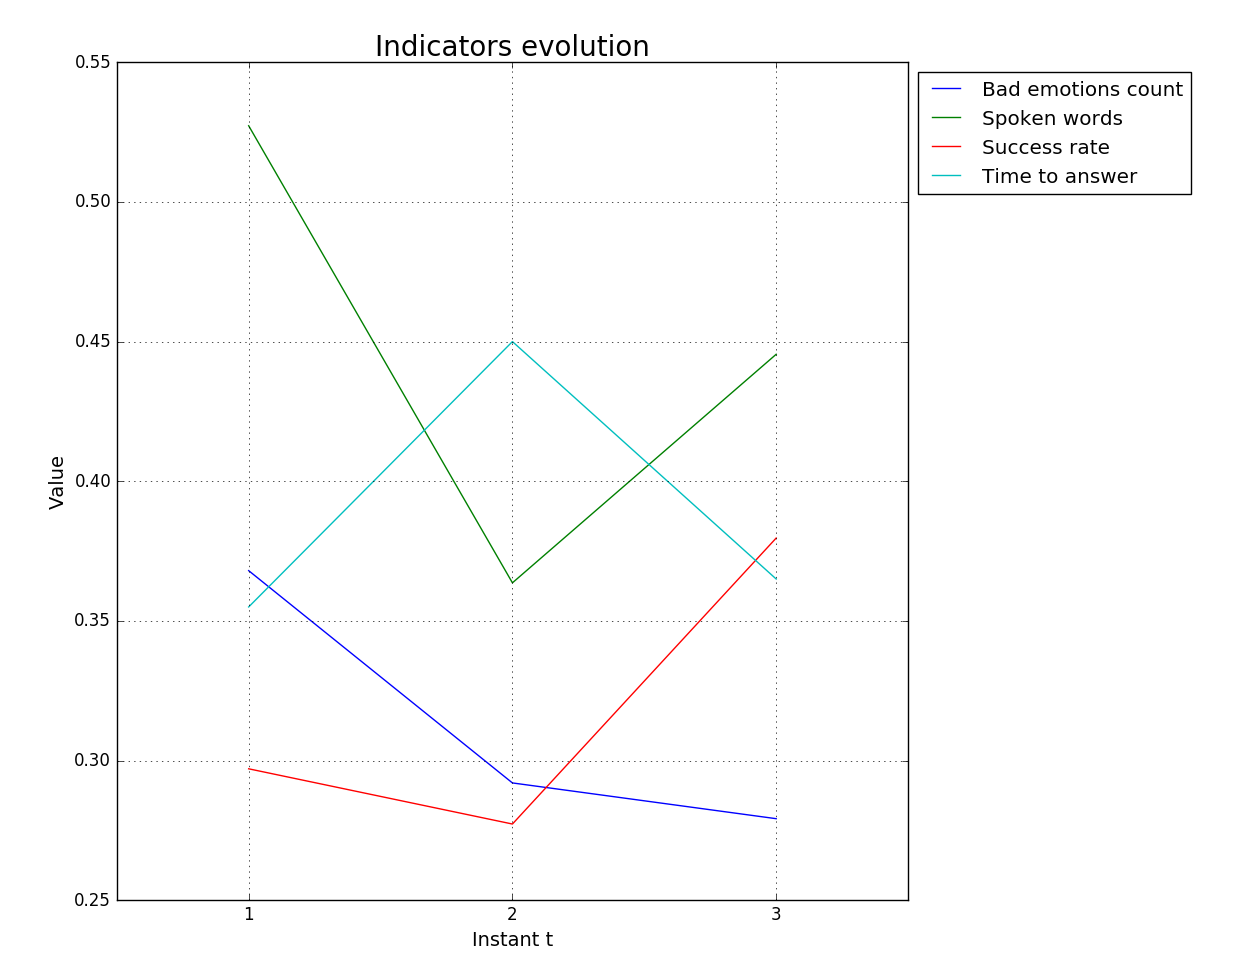 Indicators evolution
0.55
0.50
0.45
0.40
0.35
0.30
0.25
Value
1 2 3
Instant t
Bad emotions count
Spoken words
Success rate
Time to answer